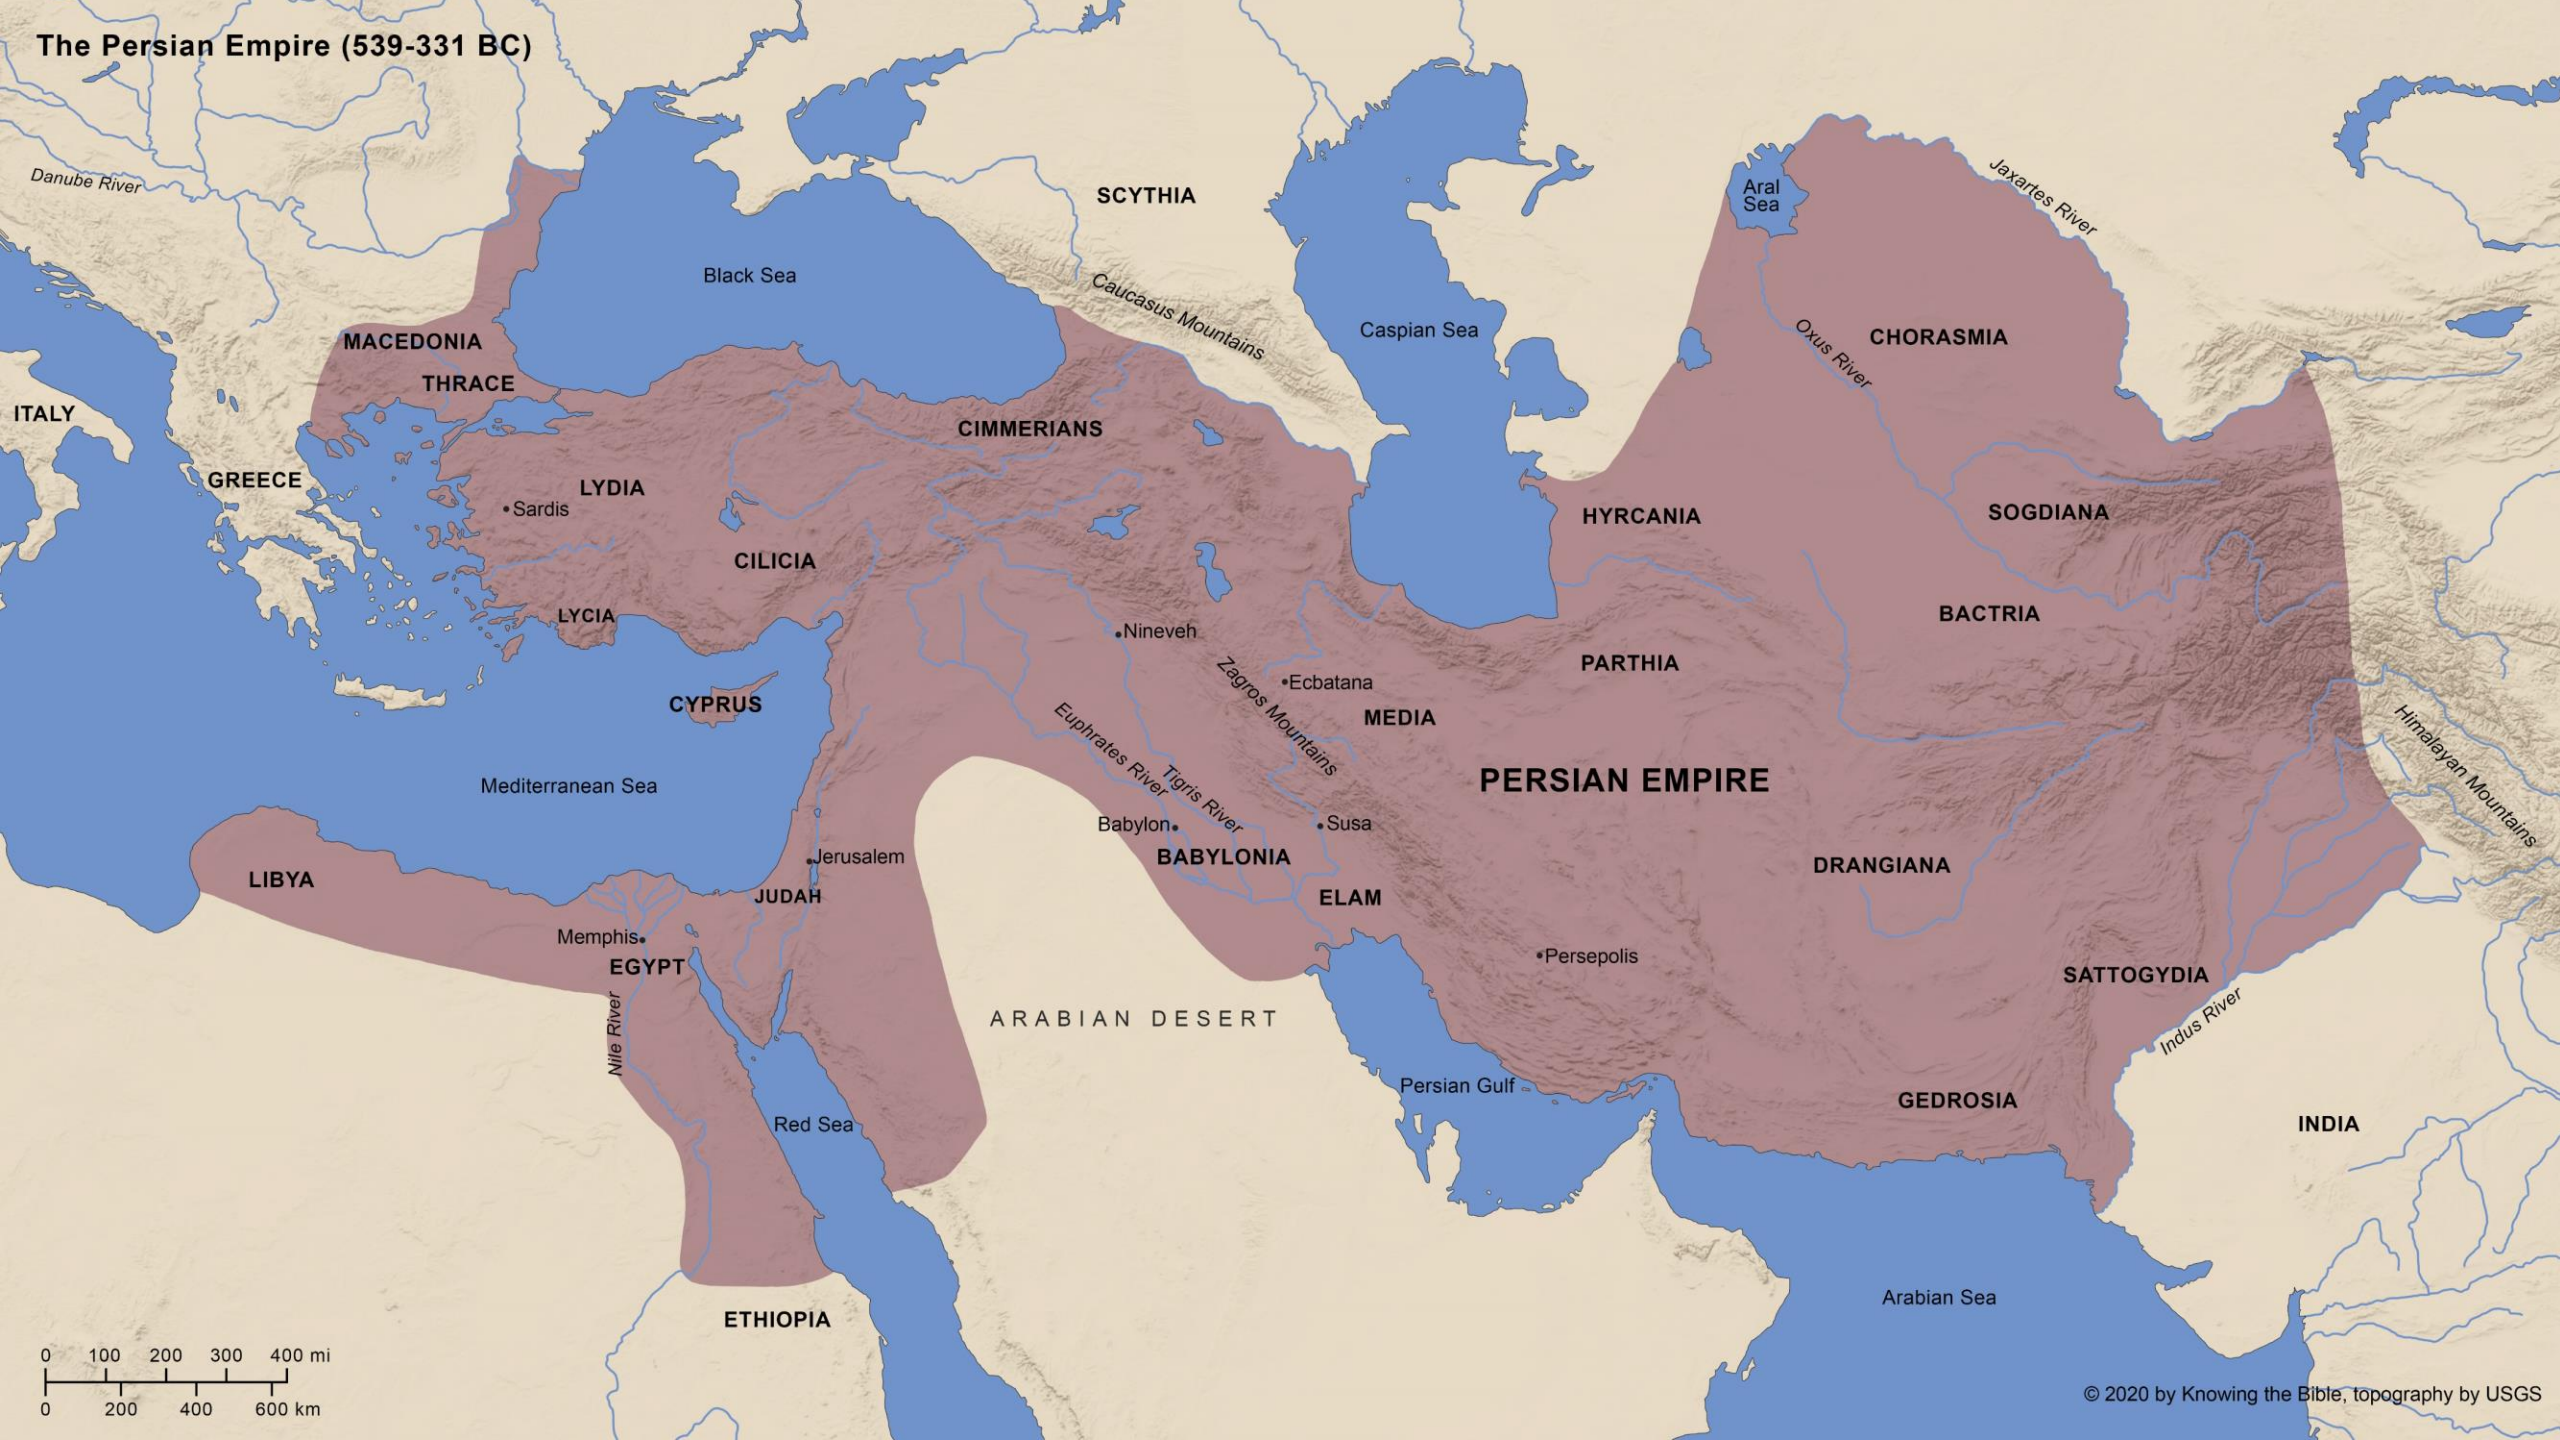 The Persian Empire (539-331 BC)
Danube River
SCYTHIA
Aral
Sea
Jaxartes River
Black Sea
Caucasus Mountains
Caspian Sea
Oxus River
CHORASMIA
MACEDONIA
THRACE
ITALY
GREECE
CIMMERIANS
LYDIA
Sardis
HYRCANIA
SOGDIANA
CILICIA
LYCIA
BACTRIA
Nineveh
Zagros Mountains
Ecbatana
PARTHIA
MEDIA
CYPRUS
Euphrates River
Tigris River
Himalayan Mountains
Mediterranean Sea
PERSIAN EMPIRE
Babylon
Susa
BABYLONIA
Jerusalem
DRANGIANA
LIBYA
JUDAH
ELAM
Memphis
EGYPT
Persepolis
SATTOGYDIA
Nile River
ARABIAN DESERT
Indus River
Persian Gulf
GEDROSIA
Red Sea
INDIA
Arabian Sea
ETHIOPIA
0 100 200 300 400 mi
0 200 400 600 km
© 2020 by Knowing the Bible, topography by USGS